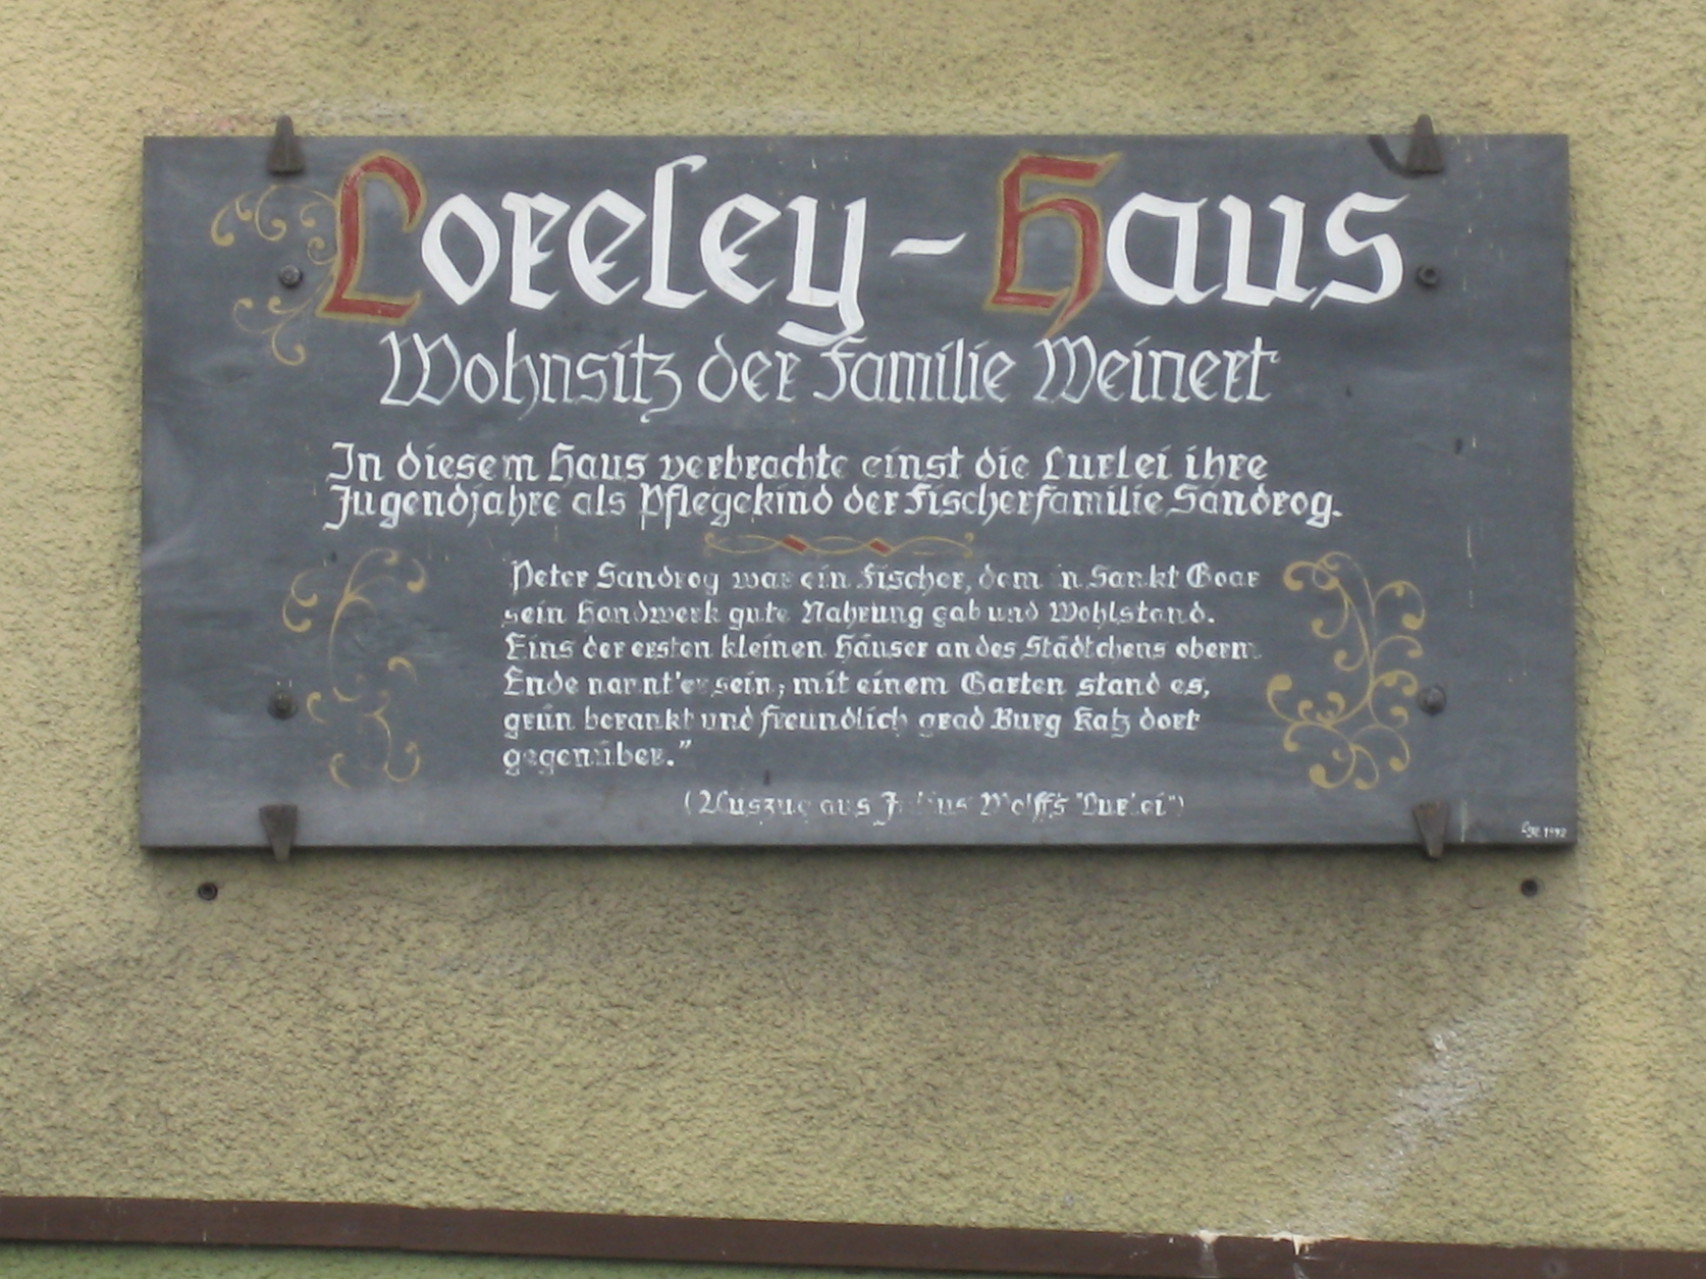 Loreley - Haus
Wohnsitz der Familie Weinert
In diesem Haus verbrachte einst die Lurlei ihre
Jugendjahre als Pflegekind der Fischerfamilie Sandrog.
Peter Sandrog war ein Fischer, dem in Sankt Goar
sein Handwerk gute Nahrung gab und Wohlstand.
Eins der ersten kleinen Häuser an des Städtchens oberm
Ende nannt'er sein; mit einem Garten stand es,
grün berankt und freundlich grad Burg Katz dort
gegenüber."
(Auszug aus Julius Wolff's "Lurlei")
1992